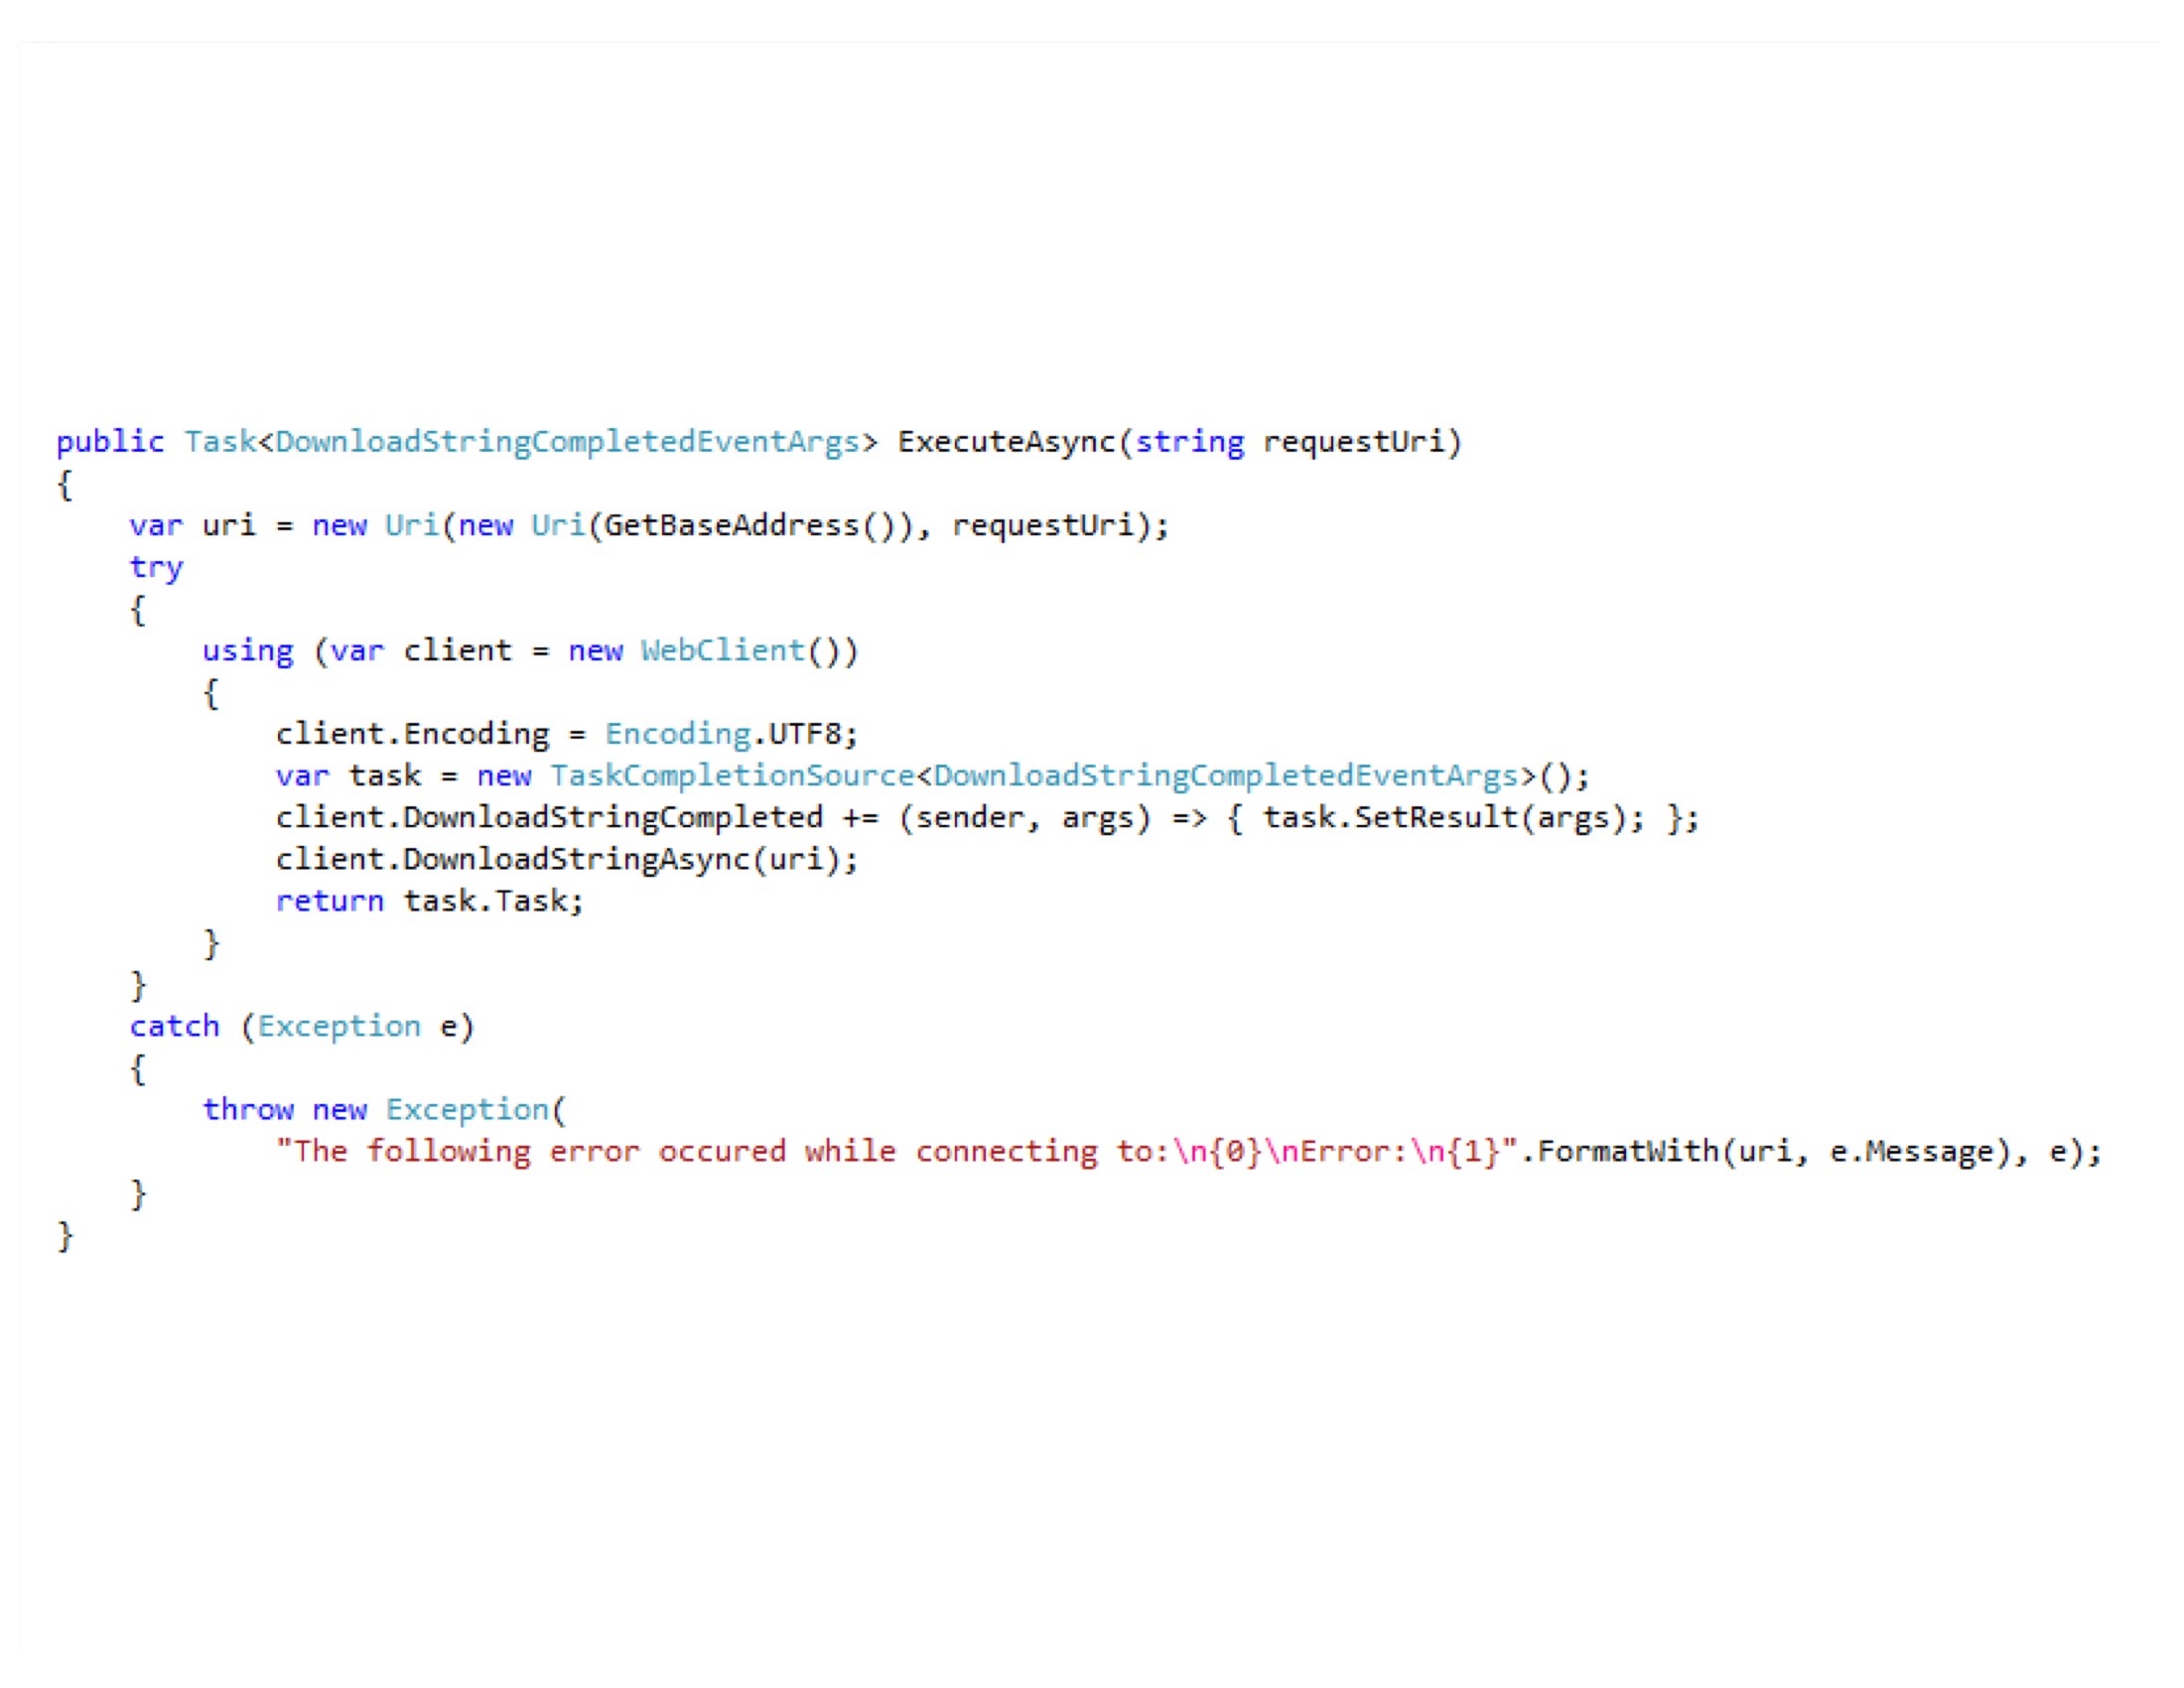 public Task<DownloadStringCompletedEventArgs> ExecuteAsync(string requestUri)
{
    var uri = new Uri(new Uri(GetBaseAddress()), requestUri);
    try
    {
        using (var client = new WebClient())
        {
            client.Encoding = Encoding.UTF8;
            var task = new TaskCompletionSource<DownloadStringCompletedEventArgs>();
            client.DownloadStringCompleted += (sender, args) => { task.SetResult(args); };
            client.DownloadStringAsync(uri);
            return task.Task;
        }
    }
    catch (Exception e)
    {
        throw new Exception(
            "The following error occured while connecting to:\n{0}\nError:\n{1}".FormatWith(uri, e.Message), e);
    }
}